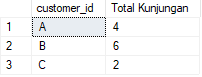 customer_id Total Kunjungan
1 A 4
2 B 6
3 C 2